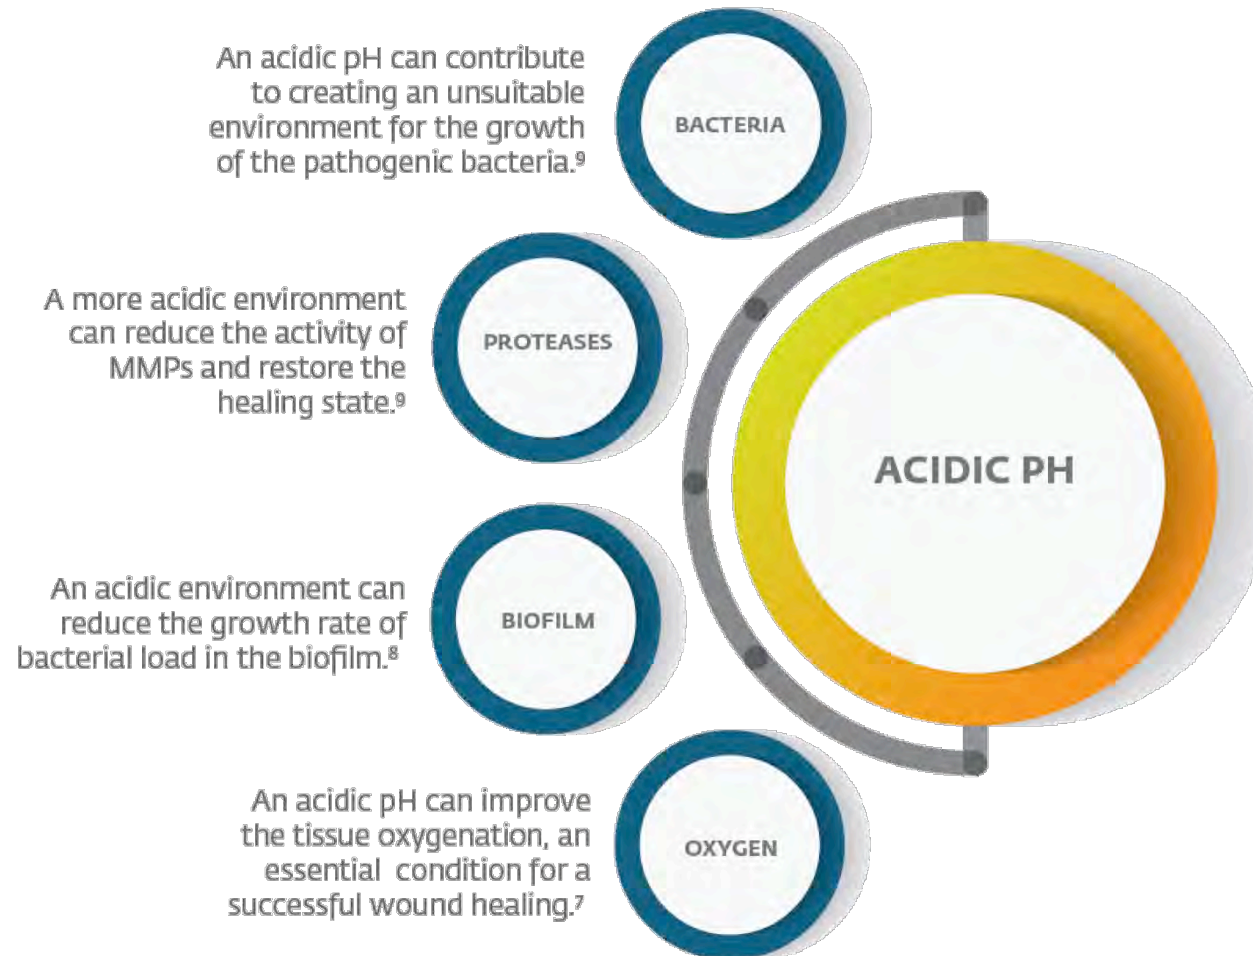 An acidic pH can contribute
to creating an unsuitable
environment for the growth
of the pathogenic bacteria.⁹
BACTERIA
A more acidic environment
can reduce the activity of
MMPs and restore the
healing state.⁹
PROTEASES
ACIDIC PH
An acidic environment can
reduce the growth rate of
bacterial load in the biofilm.⁸
BIOFILM
An acidic pH can improve
the tissue oxygenation, an
essential condition for a
successful wound healing.⁷
OXYGEN